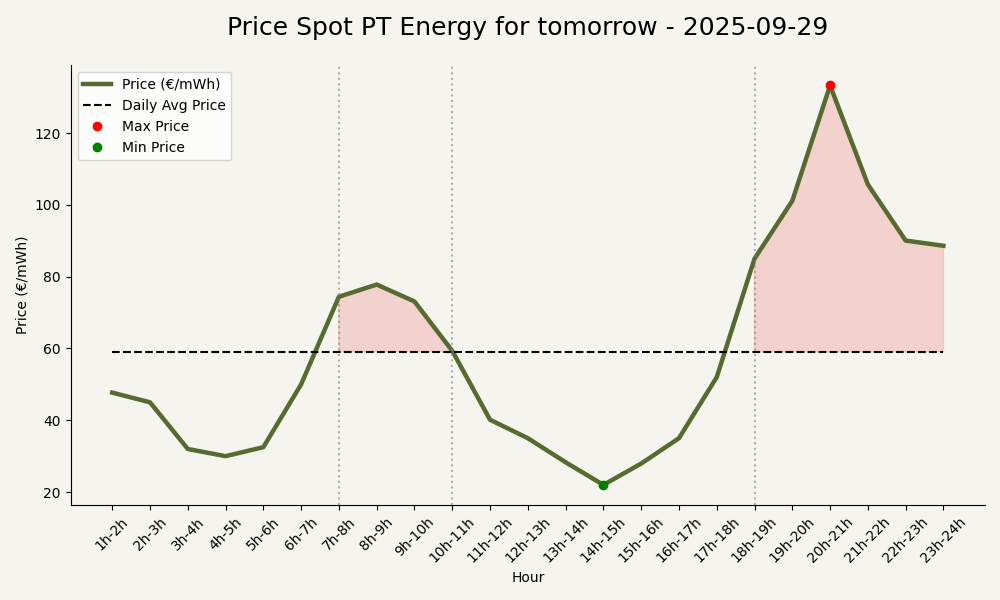 Price Spot PT Energy for tomorrow - 2025-09-29
Price (€/mWh)
Daily Avg Price
Max Price
Min Price
Price (€/mWh)
120
100
80
60
40
20
1h-2h
2h-3h
3h-4h
4h-5h
5h-6h
6h-7h
7h-8h
8h-9h
9h-10h
10h-11h
11h-12h
12h-13h
13h-14h
14h-15h
15h-16h
16h-17h
17h-18h
18h-19h
19h-20h
20h-21h
21h-22h
22h-23h
23h-24h
Hour